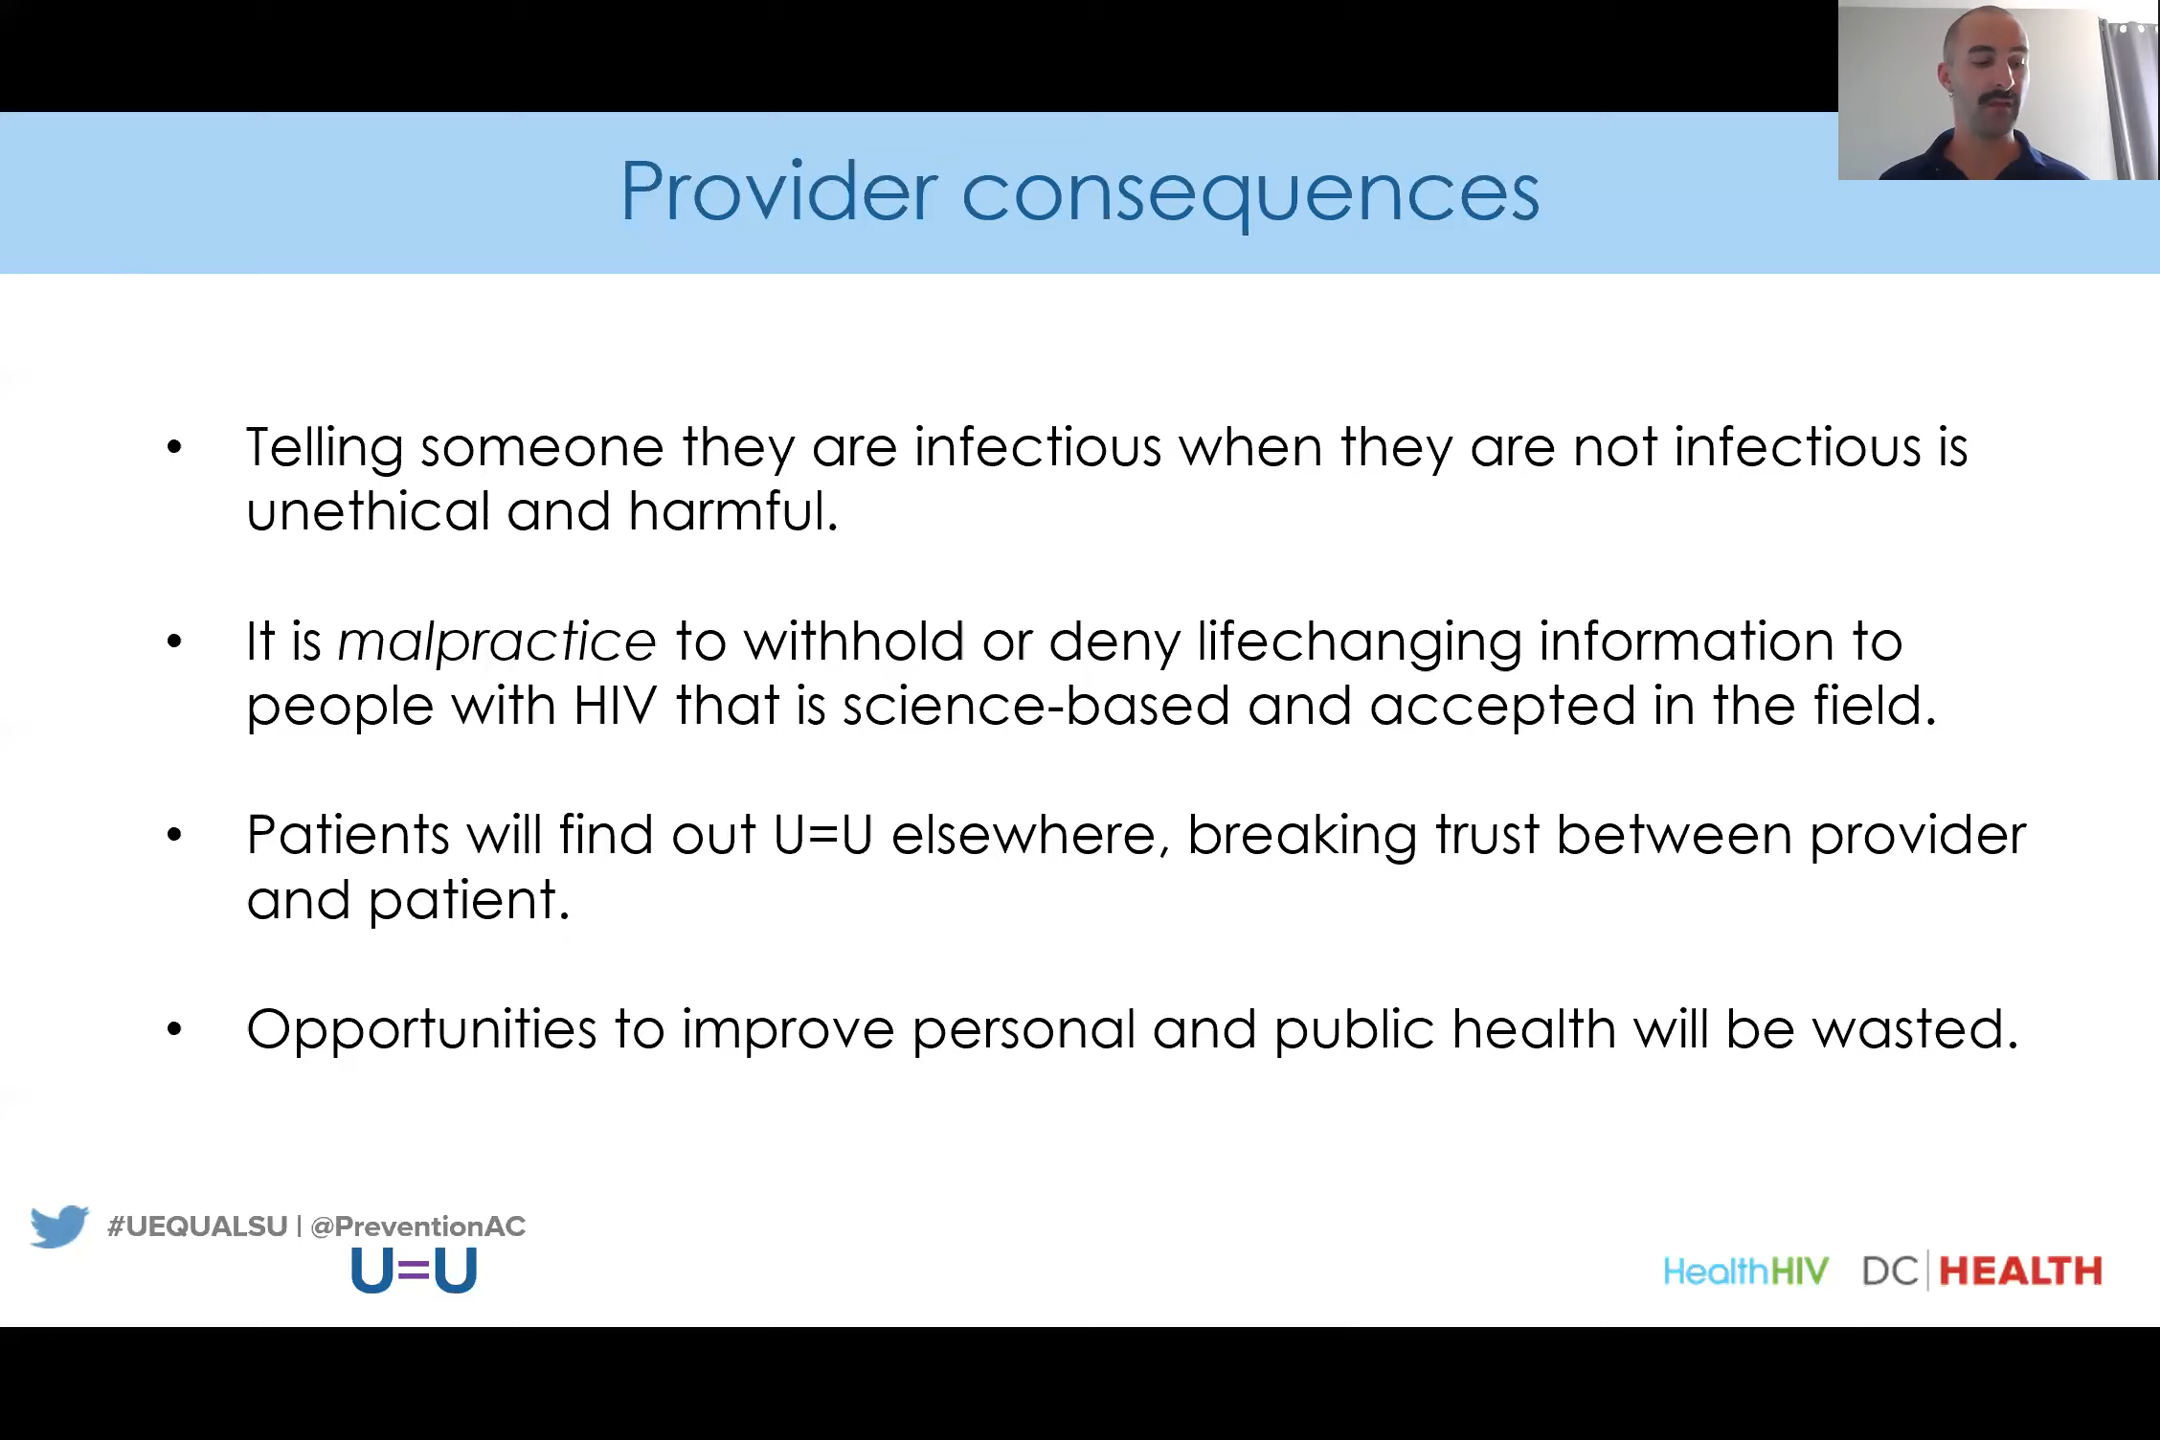 Provider consequences
• Telling someone they are infectious when they are not infectious is
unethical and harmful.
• It is malpractice to withhold or deny lifechanging information to
people with HIV that is science-based and accepted in the field.
• Patients will find out U=U elsewhere, breaking trust between provider
and patient.
• Opportunities to improve personal and public health will be wasted.
#UEQUALSU | @PreventionAC
U=U
HealthHIV DC | HEALTH